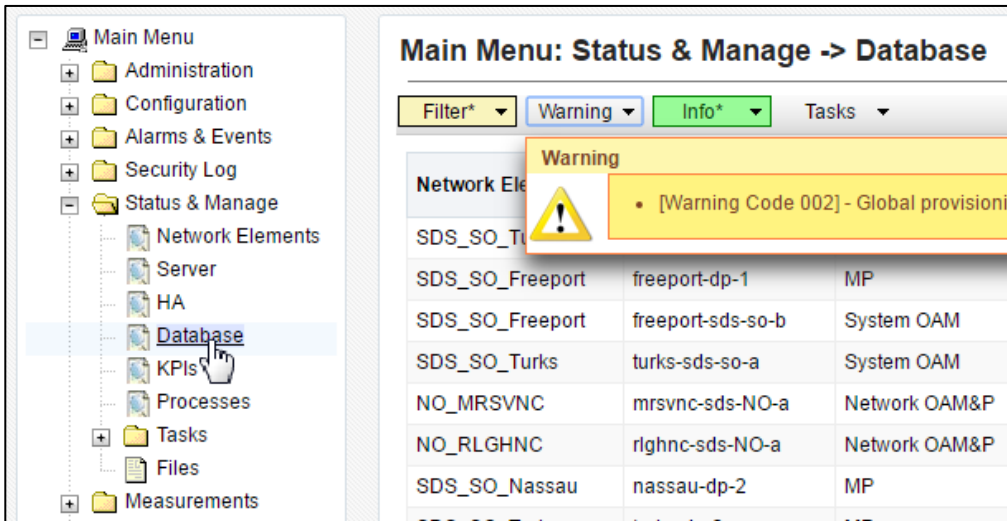 Main Menu
Administration
Configuration
Alarms & Events
Security Log
Status & Manage
Network Elements
Server
HA
Database
KPIs
Processes
Tasks
Files
Measurements
Main Menu: Status & Manage -> Database
Filter* Warning Info* Tasks
Warning
[Warning Code 002] - Global
Network
SDS_SO_Freeport freeport-dp-1 MP
SDS_SO_Freeport freeport-sds-so-b System OAM
SDS_SO_Turks turks-sds-so-a System OAM
NO_MRSVNC mrsvnc-sds-NO-a Network OAM&P
NO_RLGHNC rlghnc-sds-NO-a Network OAM&P
SDS_SO_Nassau nassau-dp-2 MP